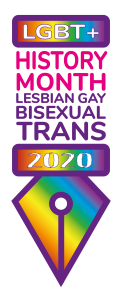 LGBT+
HISTORY
MONTH
LESBIAN GAY
BISEXUAL
TRANS
2020